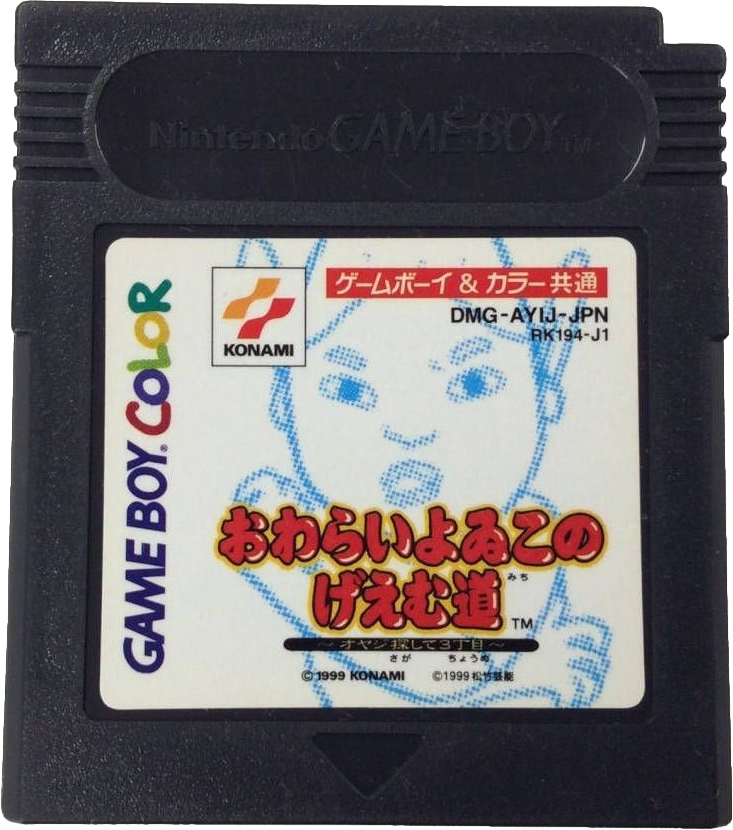 Nintendo GAME BOY TM
GAME BOY® COLOR
KONAMI
ゲームボーイ & カラー共通
DMG-AYIJ-JPN
RK194-J1
おわらいよゐこの
げえむ道 TM
みち
～オヤジ探して3丁目～
さが ちょうめ
©1999 KONAMI ©1999 松竹芸能